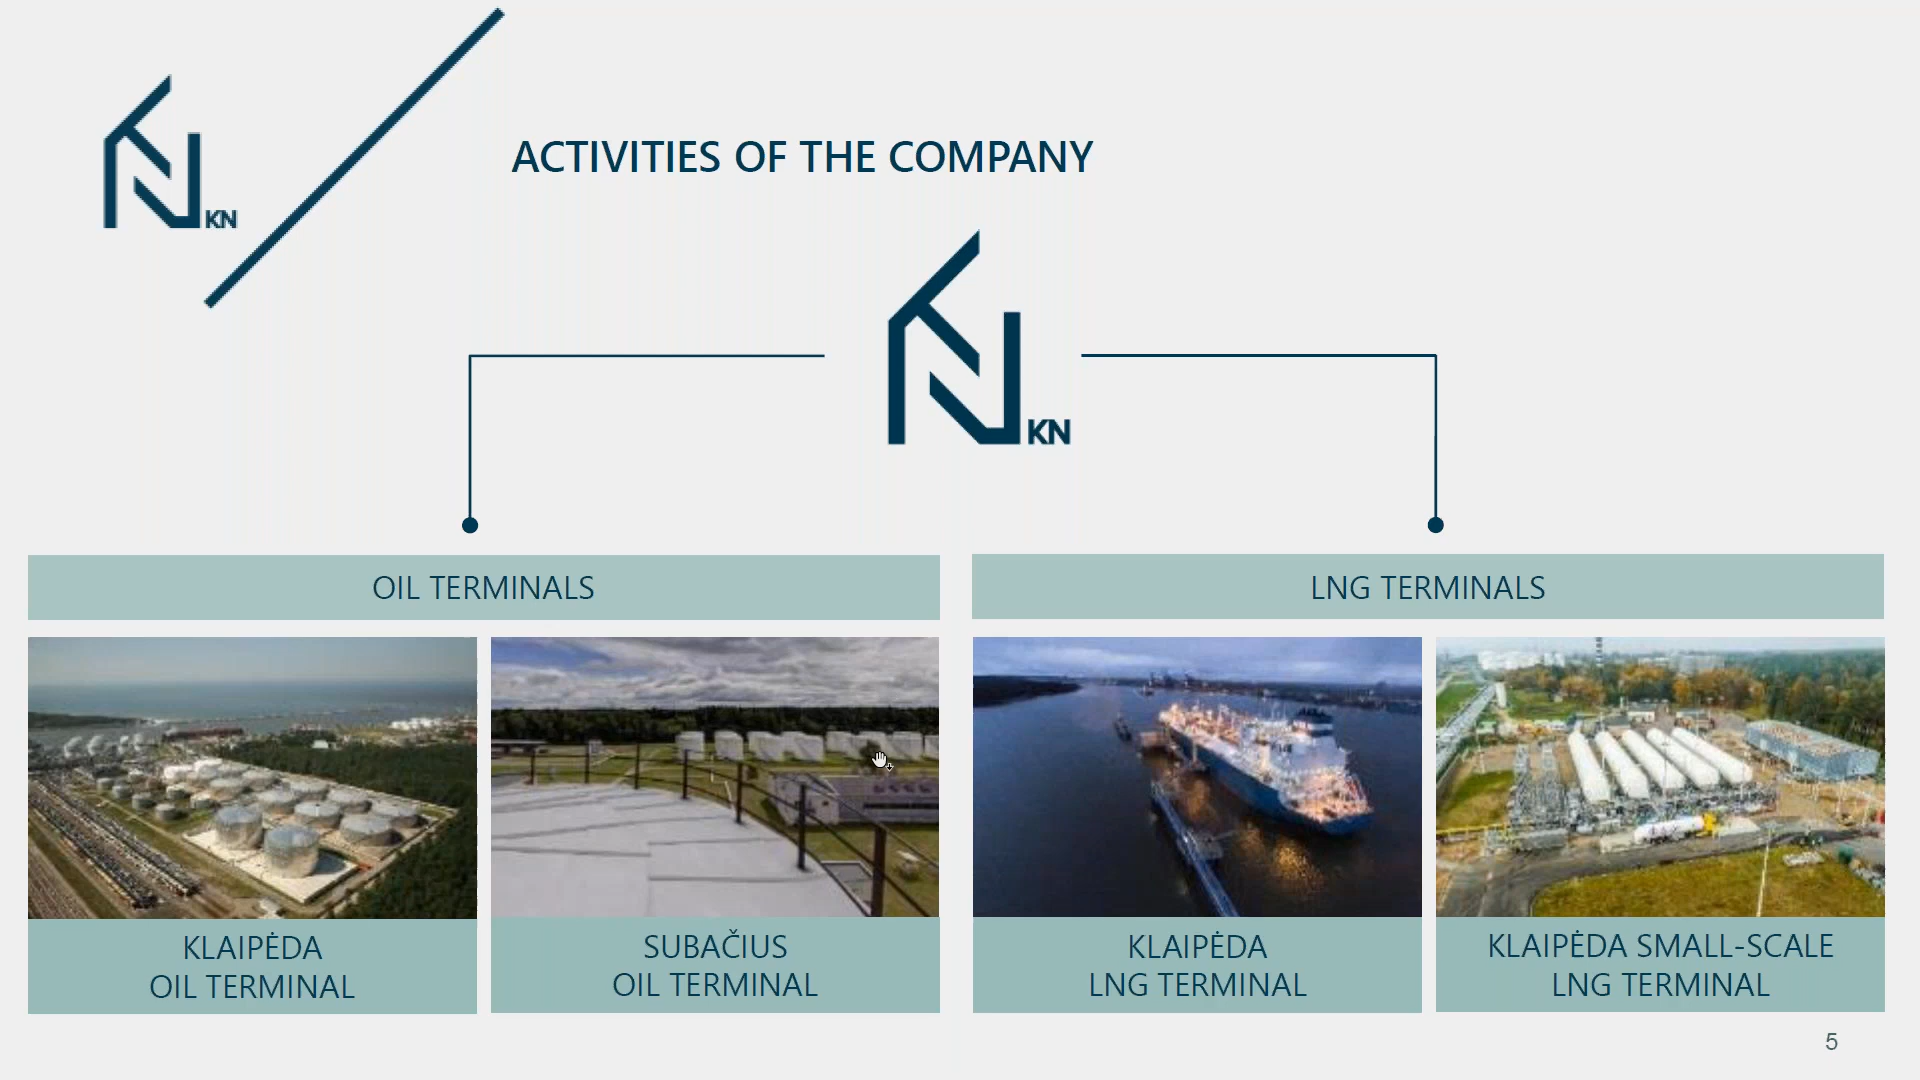 KN
ACTIVITIES OF THE COMPANY
KN
OIL TERMINALS
LNG TERMINALS
KLAIPĖDA
OIL TERMINAL
SUBAČIUS
OIL TERMINAL
KLAIPĖDA
LNG TERMINAL
KLAIPĖDA SMALL-SCALE
LNG TERMINAL
5